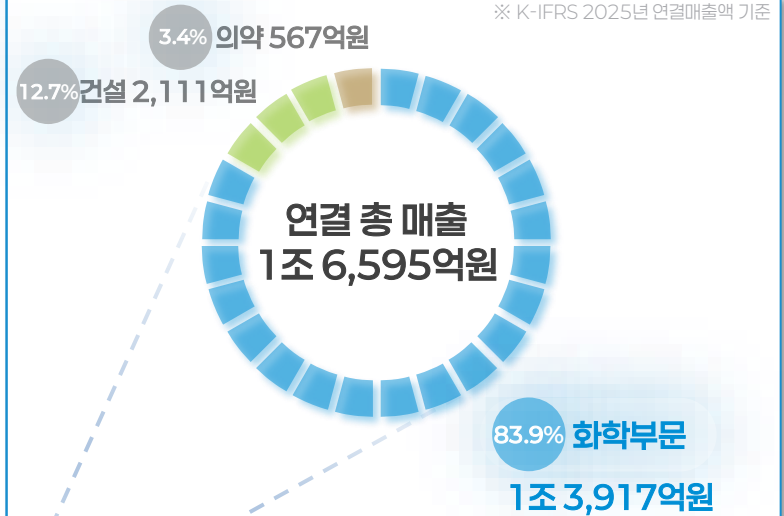 ※ K-IFRS 2025년 연결매출액 기준
3.4% 의약 567억원
12.7% 건설 2,111억원
연결 총 매출
1조 6,595억원
83.9% 화학부문
1조 3,917억원